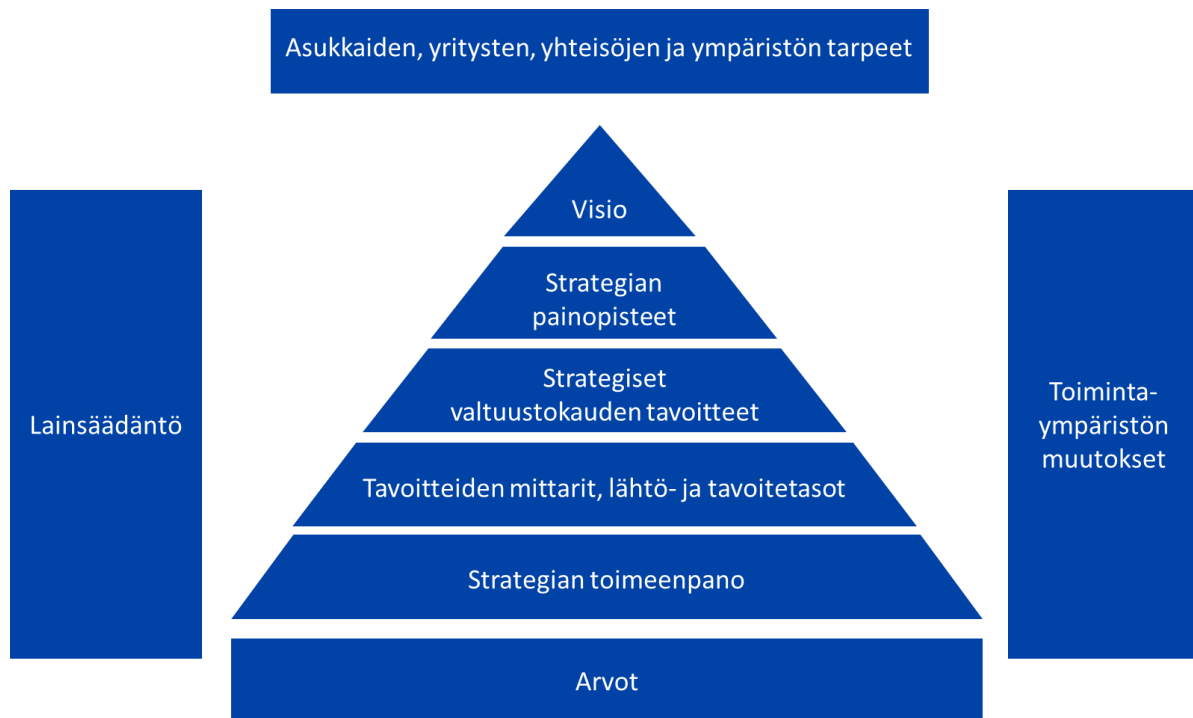 Asukkaiden, yritysten, yhteisöjen ja ympäristön tarpeet
Visio
Strategian
painopisteet
Strategiset
valtuustokauden tavoitteet
Tavoitteiden mittarit, lähtö- ja tavoitetasot
Strategian toimeenpano
Arvot
Lainsäädäntö
Toiminta-
ympäristön
muutokset